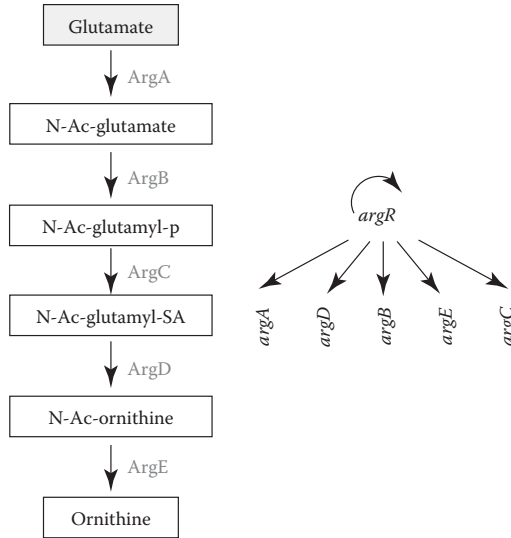 Glutamate
ArgA
N-Ac-glutamate
ArgB
N-Ac-glutamyl-p
ArgC
N-Ac-glutamyl-SA
ArgD
N-Ac-ornithine
ArgE
Ornithine
argR
argA
argD
argB
argE
argC